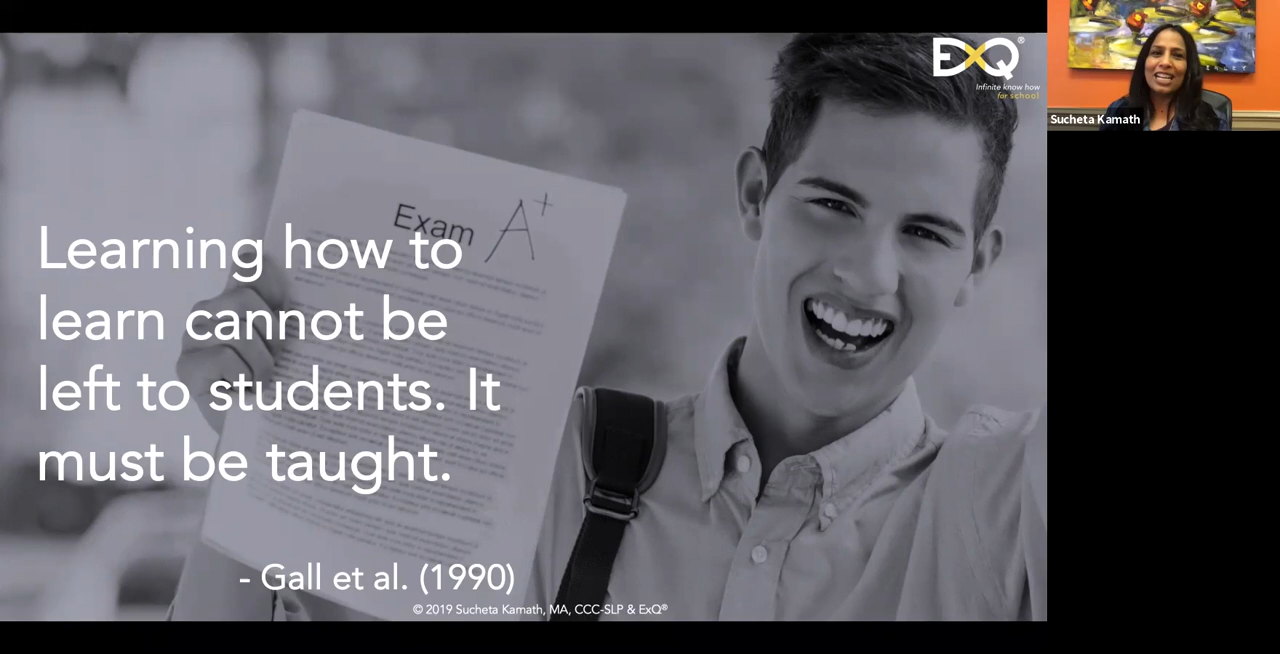 EXQ®
Infinite know how
for school
Sucheta Kamath
Exam A+
Learning how to
learn cannot be
left to students. It
must be taught.
- Gall et al. (1990)
© 2019 Sucheta Kamath, MA, CCC-SLP & ExQ®